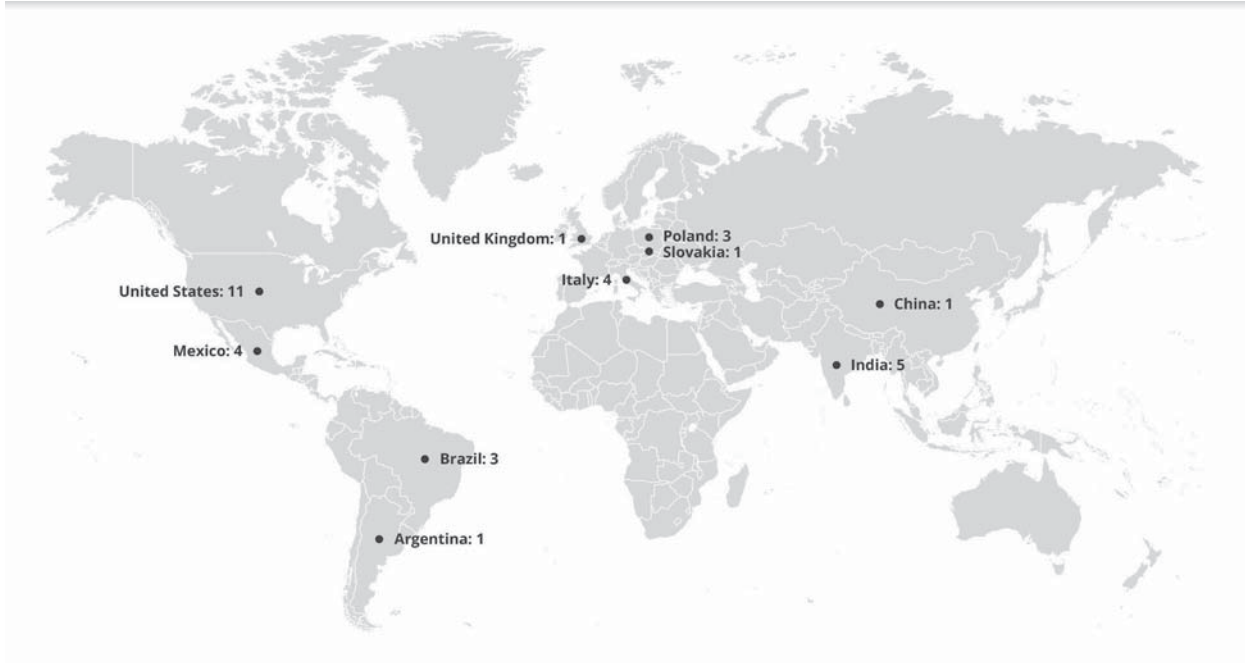 United Kingdom: 1
Poland: 3
Slovakia: 1
Italy: 4
United States: 11
China: 1
Mexico: 4
India: 5
Brazil: 3
Argentina: 1